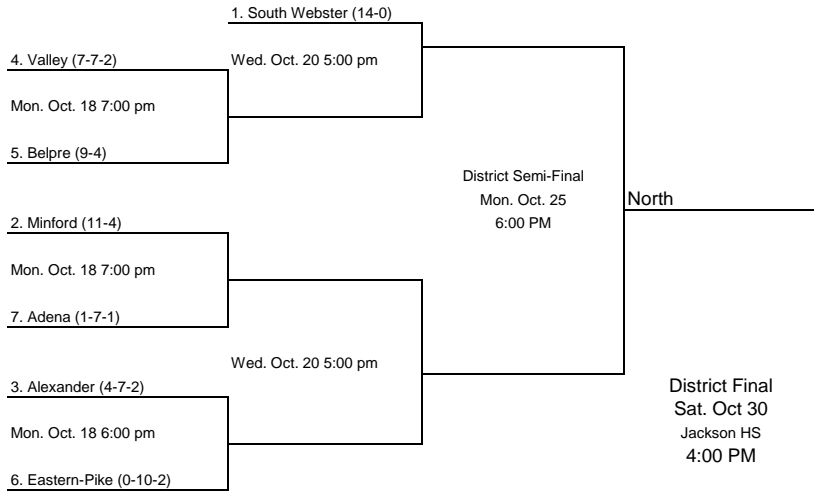 1. South Webster (14-0)
4. Valley (7-7-2)
Wed. Oct. 20 5:00 pm
Mon. Oct. 18 7:00 pm
5. Belpre (9-4)
District Semi-Final
Mon. Oct. 25
6:00 PM
North
2. Minford (11-4)
Mon. Oct. 18 7:00 pm
7. Adena (1-7-1)
Wed. Oct. 20 5:00 pm
3. Alexander (4-7-2)
Mon. Oct. 18 6:00 pm
6. Eastern-Pike (0-10-2)
District Final
Sat. Oct 30
Jackson HS
4:00 PM